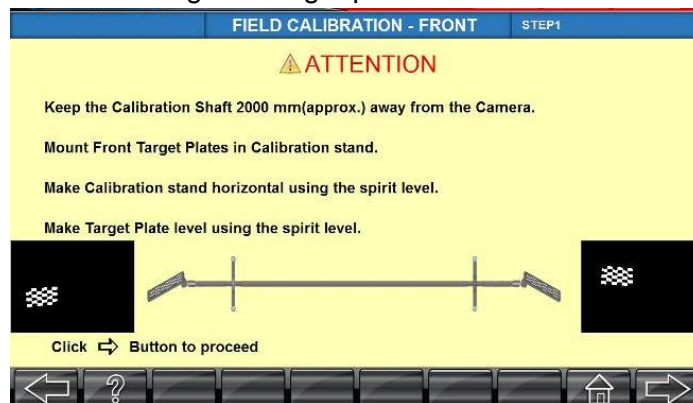 FIELD CALIBRATION - FRONT STEP1
ATTENTION
Keep the Calibration Shaft 2000 mm(approx.) away from the Camera.
Mount Front Target Plates in Calibration stand.
Make Calibration stand horizontal using the spirit level.
Make Target Plate level using the spirit level.
Click ⇨ Button to proceed
?